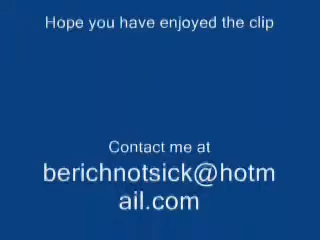 Hope you have enjoyed the clip
Contact me at
berichnotsick@hotm
ail.com